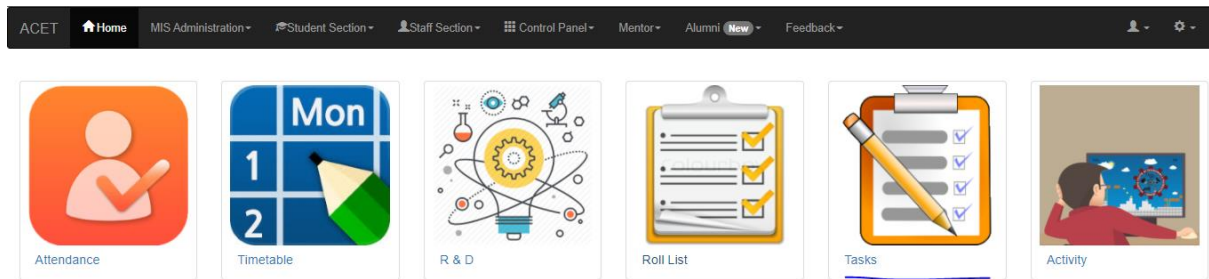 ACET Home MIS Administration Student Section Staff Section Control Panel Mentor Alumni New Feedback
Mon
1
2
Attendance Timetable R & D Roll List Tasks Activity